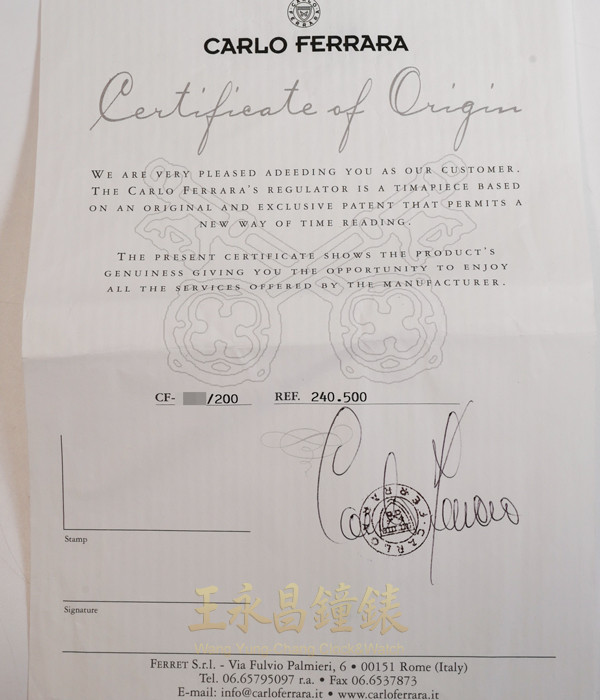 CARLO FERRARA
Certificate of Origin
WE ARE VERY PLEASED ADEEDING YOU AS OUR CUSTOMER.
THE CARLO FERRARA'S REGULATOR IS A TIMAPIECE BASED
ON AN ORIGINAL AND EXCLUSIVE PATENT THAT PERMITS A
NEW WAY OF TIME READING.
THE PRESENT CERTIFICATE SHOWS THE PRODUCT'S
GENUINESS GIVING YOU THE OPPORTUNITY TO ENJOY
ALL THE SERVICES OFFERED BY THE MANUFACTURER.
CF- /200 REF. 240.500
Carlo Ferrara
CARLO FERRARA
Stamp
Signature
王永昌鐘錶
FERRET S.r.l. - Via Fulvio Palmieri, 6 • 00151 Rome (Italy)
Tel. 06.65795097 r.a. • Fax 06.6537873
E-mail: info@carloferrara.it • www.carloferrara.it